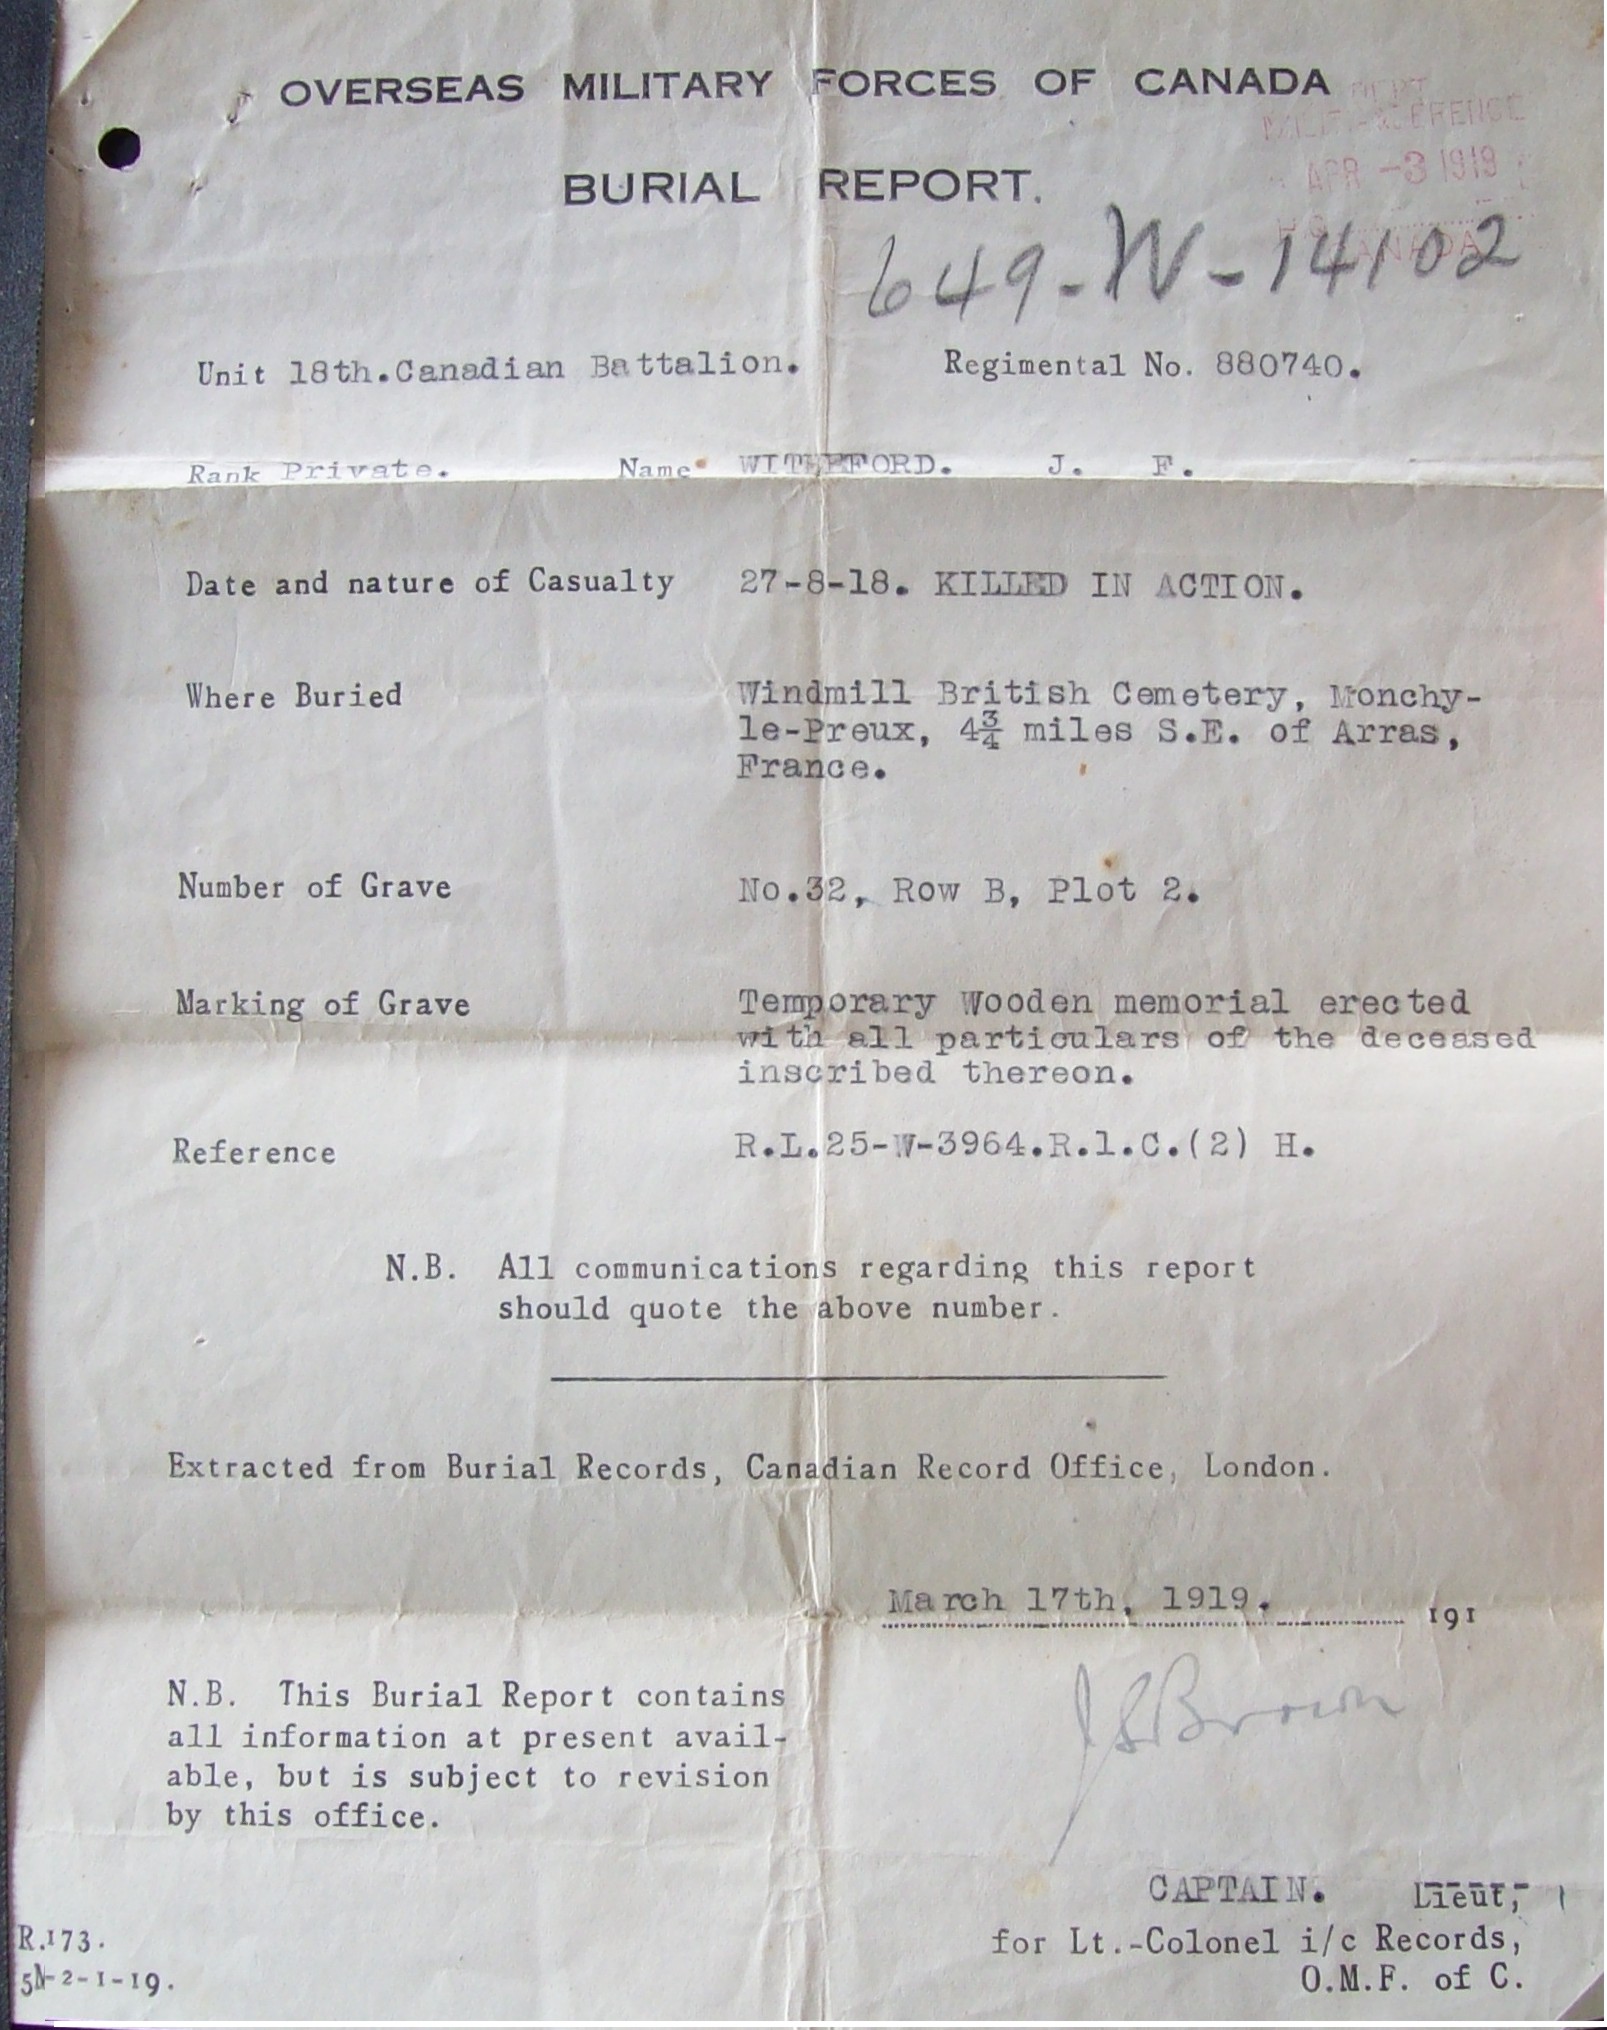 OVERSEAS MILITARY FORCES OF CANADA
BURIAL REPORT.
APR -3 1919
CANADA
649-W-14102
Unit 18th.Canadian Battalion. Regimental No. 880740.
Rank Private. Name WITHEFORD. J. F.
Date and nature of Casualty 27-8-18. KILLED IN ACTION.
Where Buried Windmill British Cemetery, Monchy-
le-Preux, 4¾ miles S.E. of Arras,
France.
Number of Grave No.32, Row B, Plot 2.
Marking of Grave Temporary Wooden memorial erected
with all particulars of the deceased
inscribed thereon.
Reference R.L.25-W-3964.R.l.C.(2) H.
N.B. All communications regarding this report
should quote the above number.
Extracted from Burial Records, Canadian Record Office, London.
March 17th, 1919. 191
N.B. This Burial Report contains
all information at present avail-
able, but is subject to revision
by this office.
J S Brown
CAPTAIN. Lieut,
for Lt.-Colonel i/c Records,
O.M.F. of C.
R.173.
5M-2-1-19.